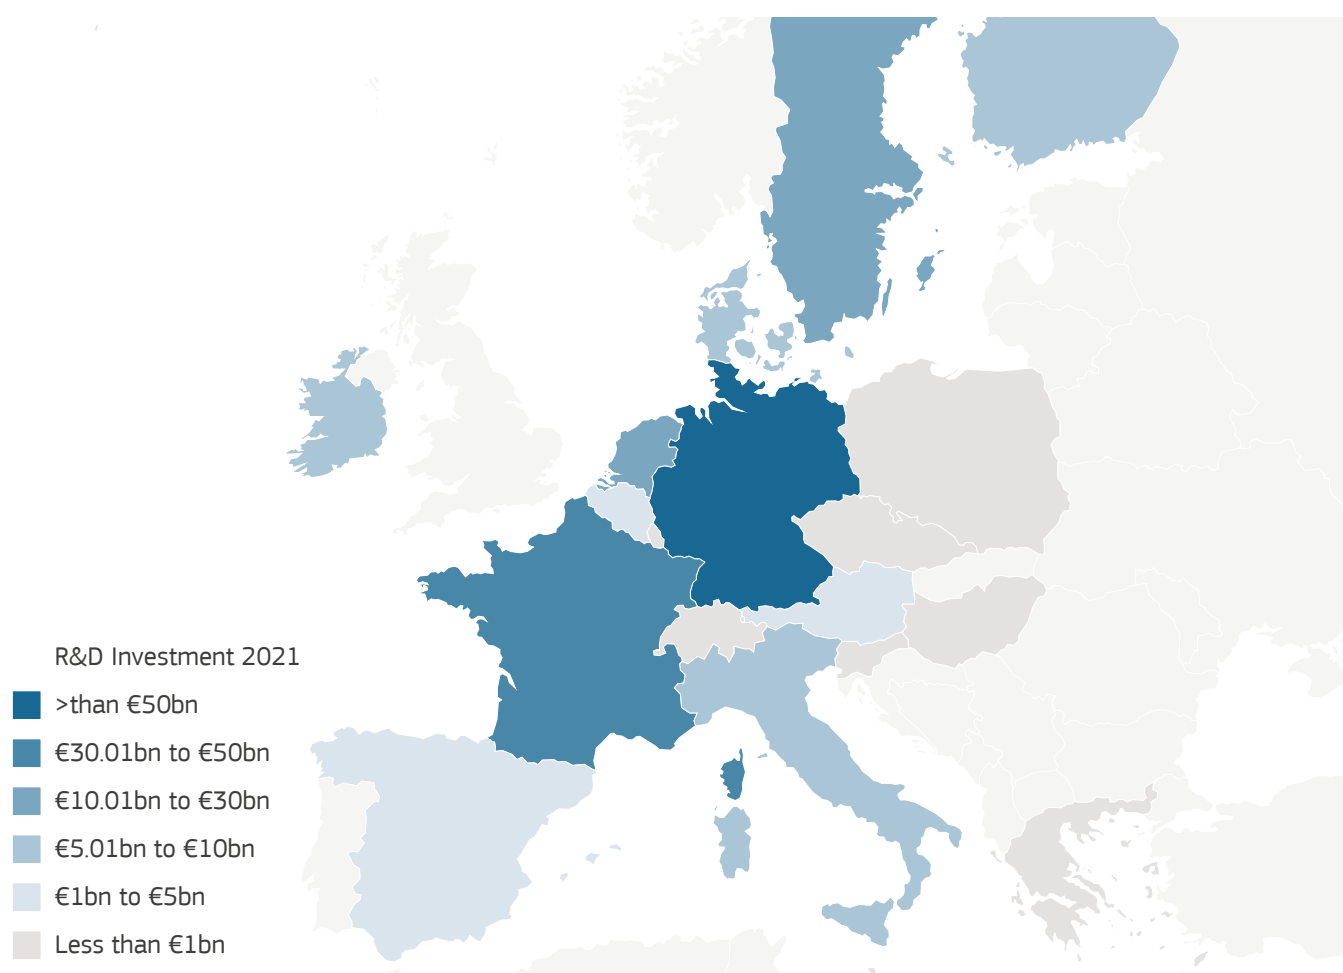 R&D Investment 2021
>than €50bn
€30.01bn to €50bn
€10.01bn to €30bn
€5.01bn to €10bn
€1bn to €5bn
Less than €1bn